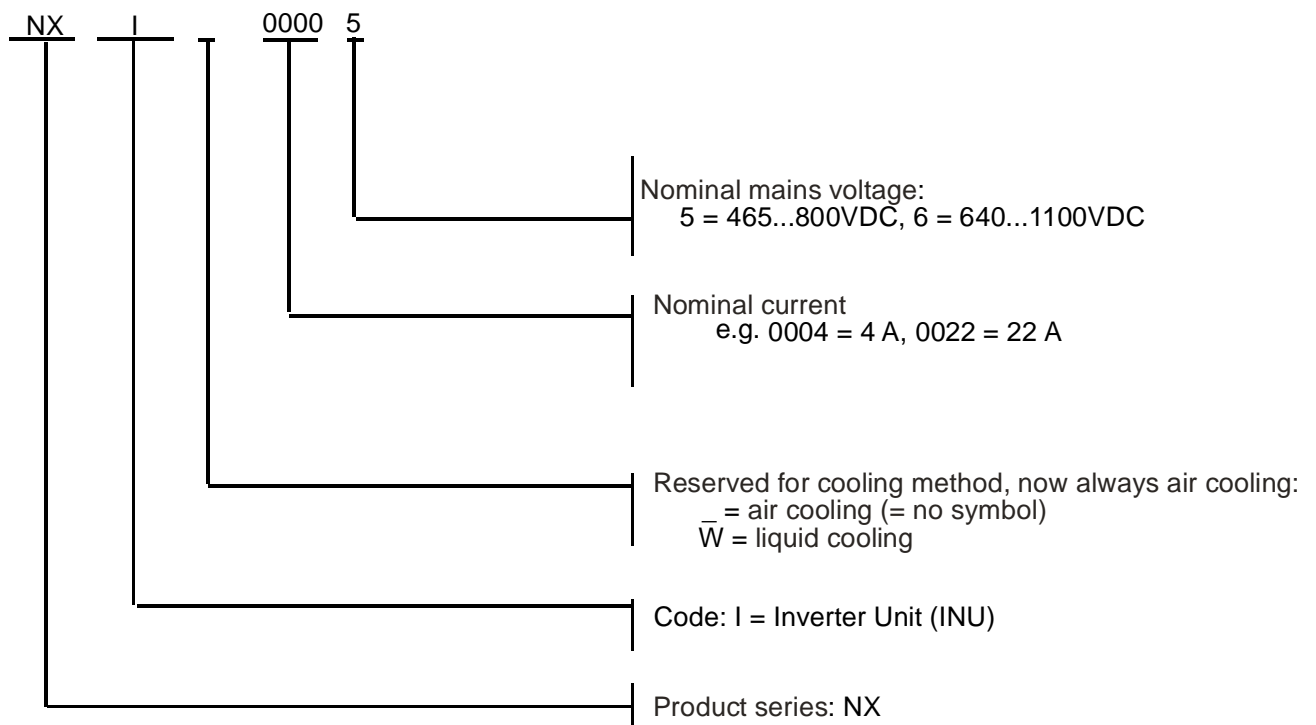 NX I _ 0000 5
Nominal mains voltage:
5 = 465...800VDC, 6 = 640...1100VDC
Nominal current
e.g. 0004 = 4 A, 0022 = 22 A
Reserved for cooling method, now always air cooling:
_ = air cooling (= no symbol)
W = liquid cooling
Code: I = Inverter Unit (INU)
Product series: NX